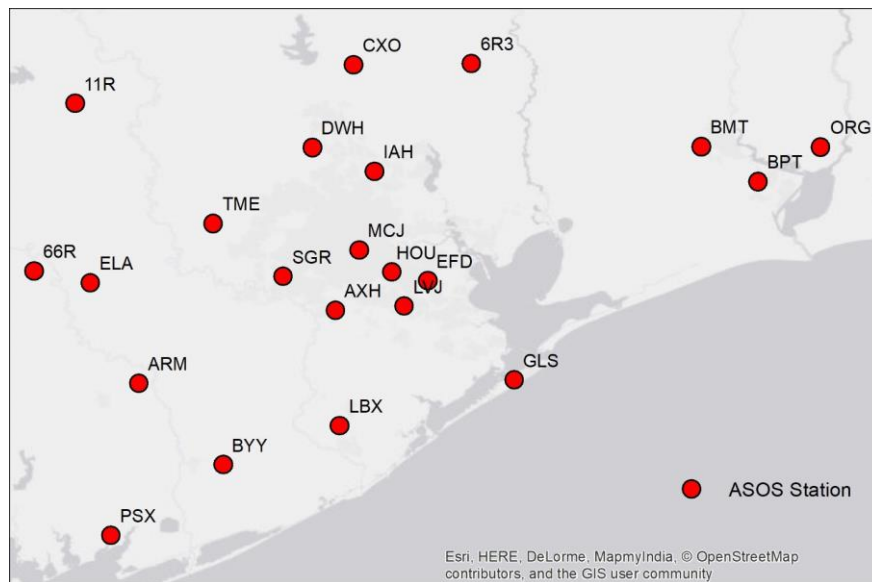 CXO
6R3
11R
DWH
BMT
ORG
IAH
BPT
TME
MCJ
66R
ELA
SGR
HOU
EFD
AXH
LVJ
ARM
GLS
LBX
BYY
PSX
ASOS Station
Esri, HERE, DeLorme, MapmyIndia, © OpenStreetMap
contributors, and the GIS user community